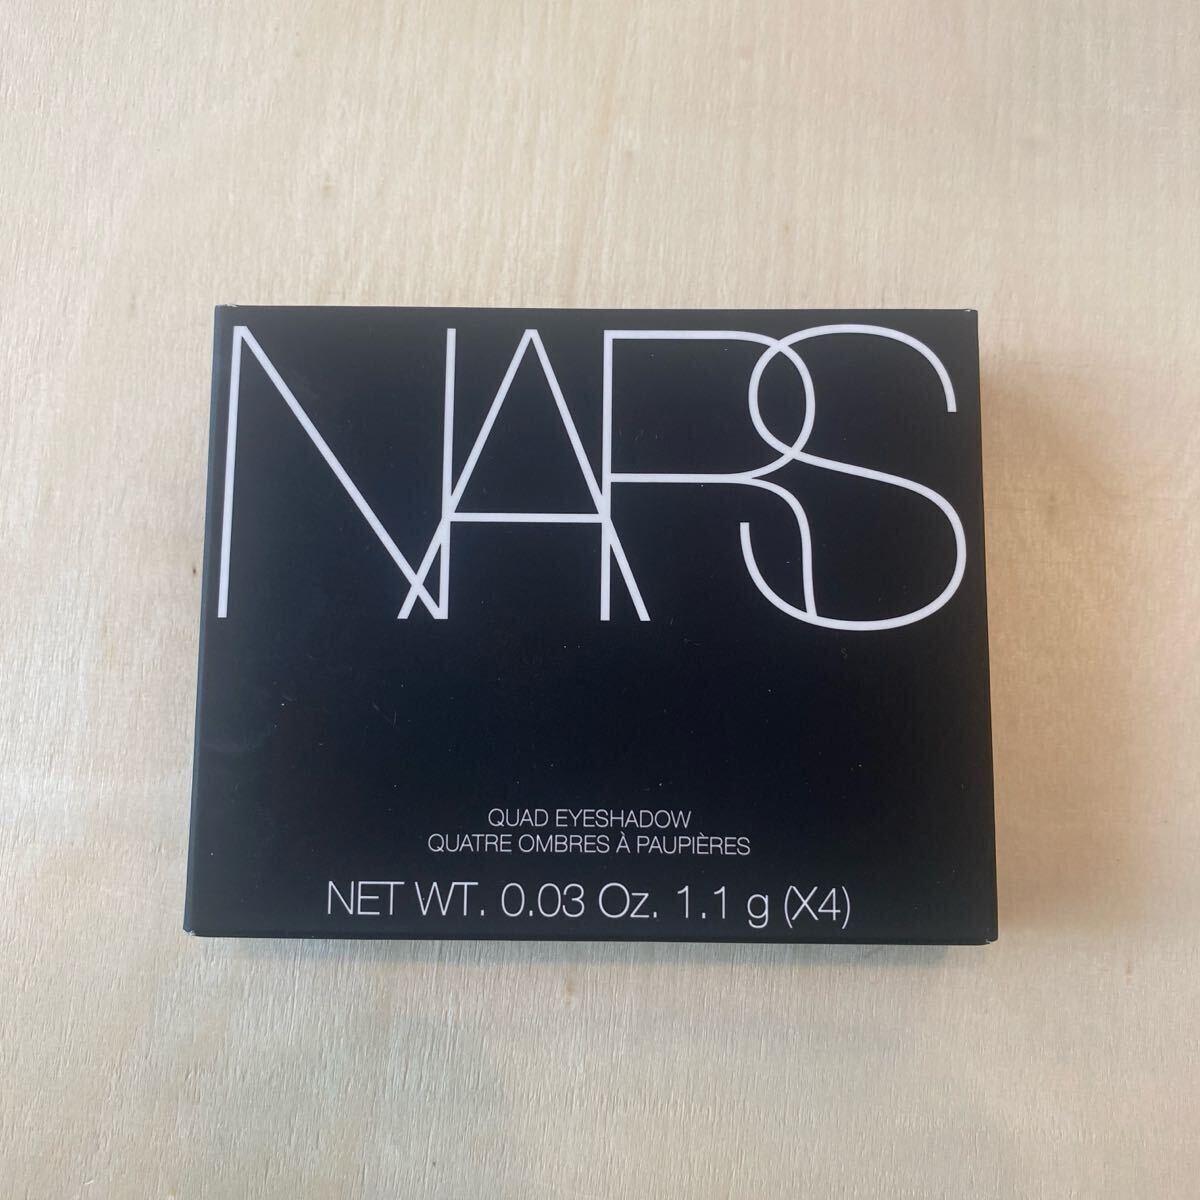 NARS
QUAD EYESHADOW
QUATRE OMBRES À PAUPIÈRES
NET WT. 0.03 Oz. 1.1 g (X4)